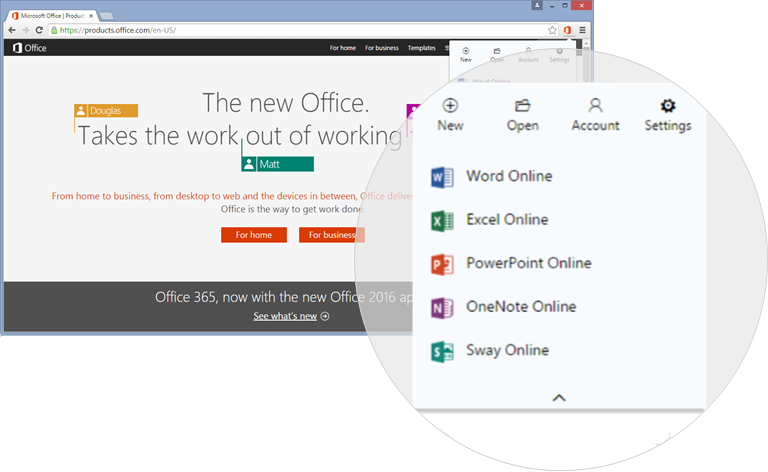 Microsoft Office | Product
https://products.office.com/en-US/
Office
For home
For business
Templates
New
Open
Account
Settings
Word Online
Douglas
The new Office.
Takes the work out of working
Matt
From home to business, from desktop to web and the devices in between, Office
Office is the way to get work done.
For home
For business
Office 365, now with the new Office 2016
See what's new
New
Open
Account
Settings
Word Online
Excel Online
PowerPoint Online
OneNote Online
Sway Online